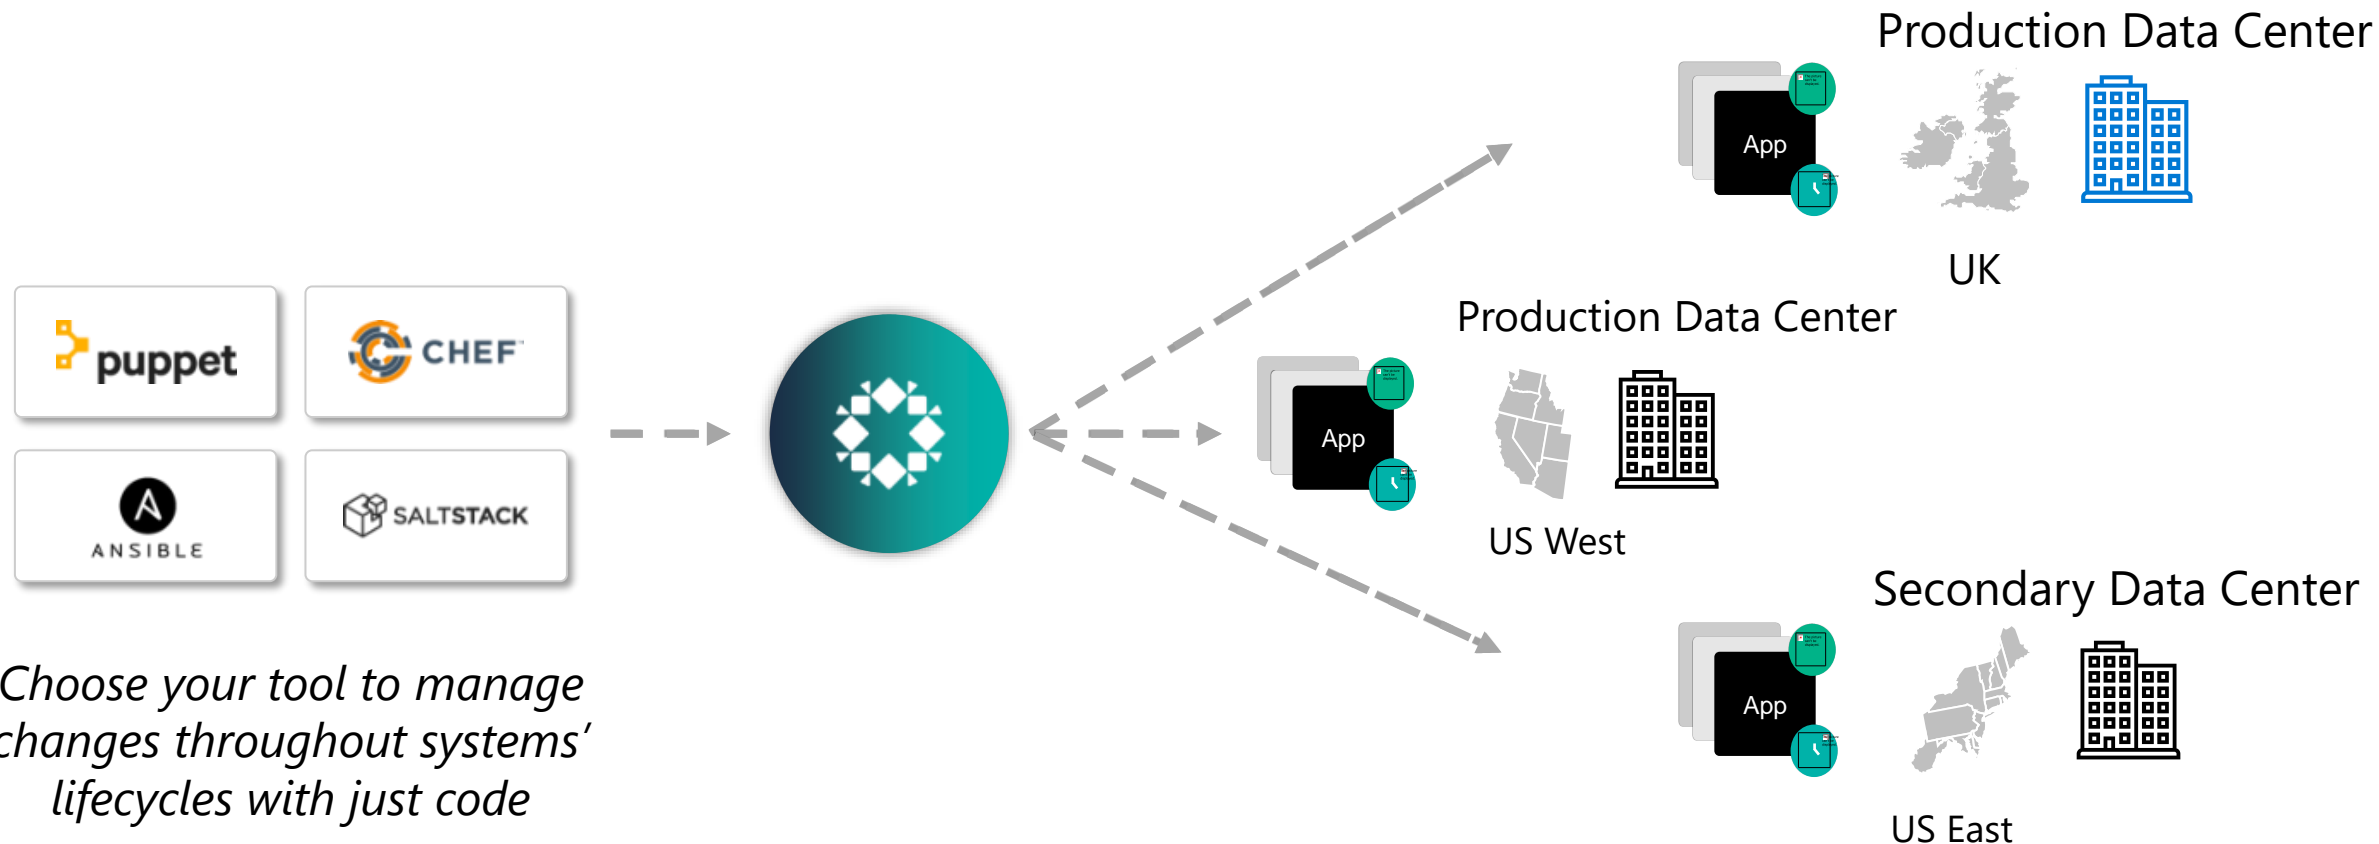 Production Data Center
App
UK
Production Data Center
App
US West
Secondary Data Center
App
US East
puppet
CHEF
ANSIBLE
SALTSTACK
Choose your tool to manage
changes throughout systems’
lifecycles with just code